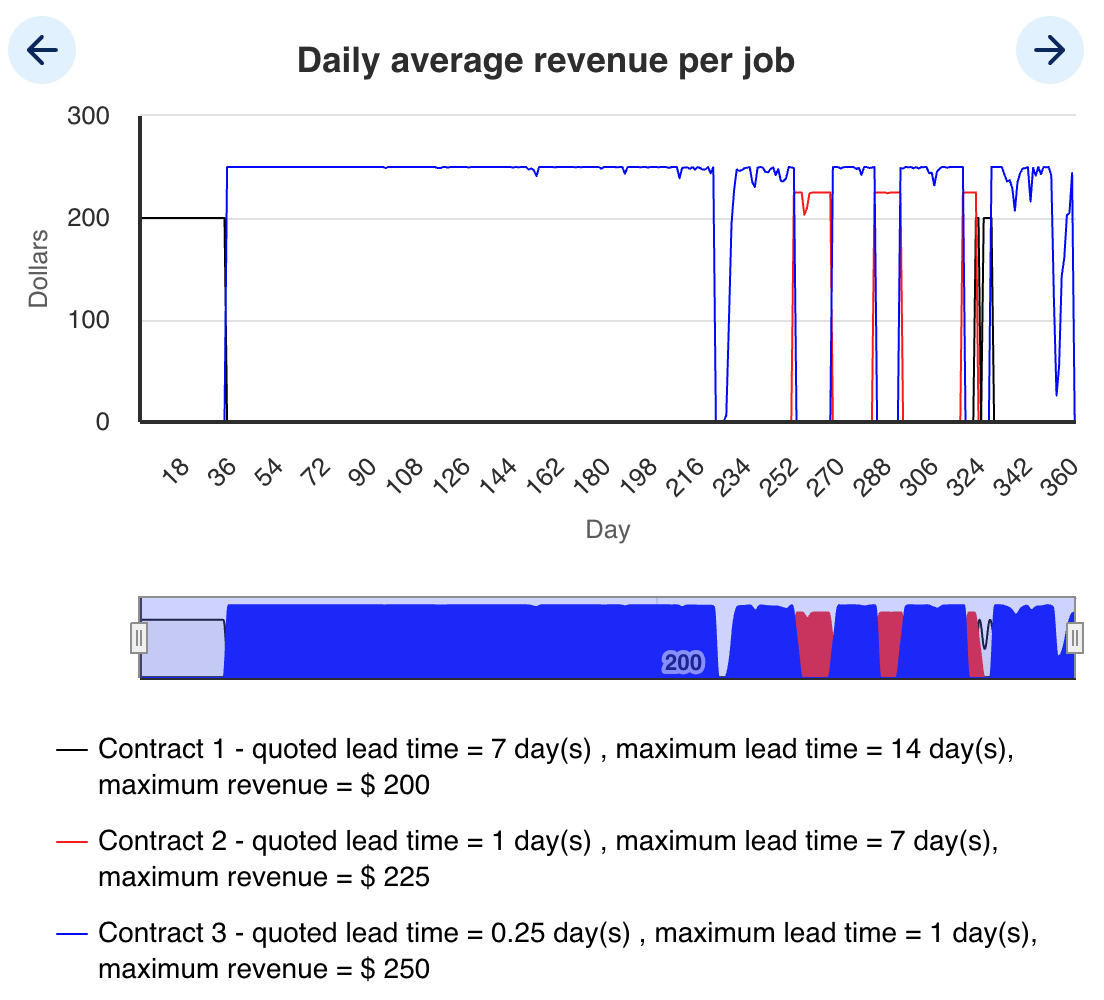 Daily average revenue per job
300
200
100
0
Dollars
18 36 54 72 90 108 126 144 162 180 198 216 234 252 270 288 306 324 342 360
Day
200
Contract 1 - quoted lead time = 7 day(s) , maximum lead time = 14 day(s),
maximum revenue = $ 200
Contract 2 - quoted lead time = 1 day(s) , maximum lead time = 7 day(s),
maximum revenue = $ 225
Contract 3 - quoted lead time = 0.25 day(s) , maximum lead time = 1 day(s),
maximum revenue = $ 250